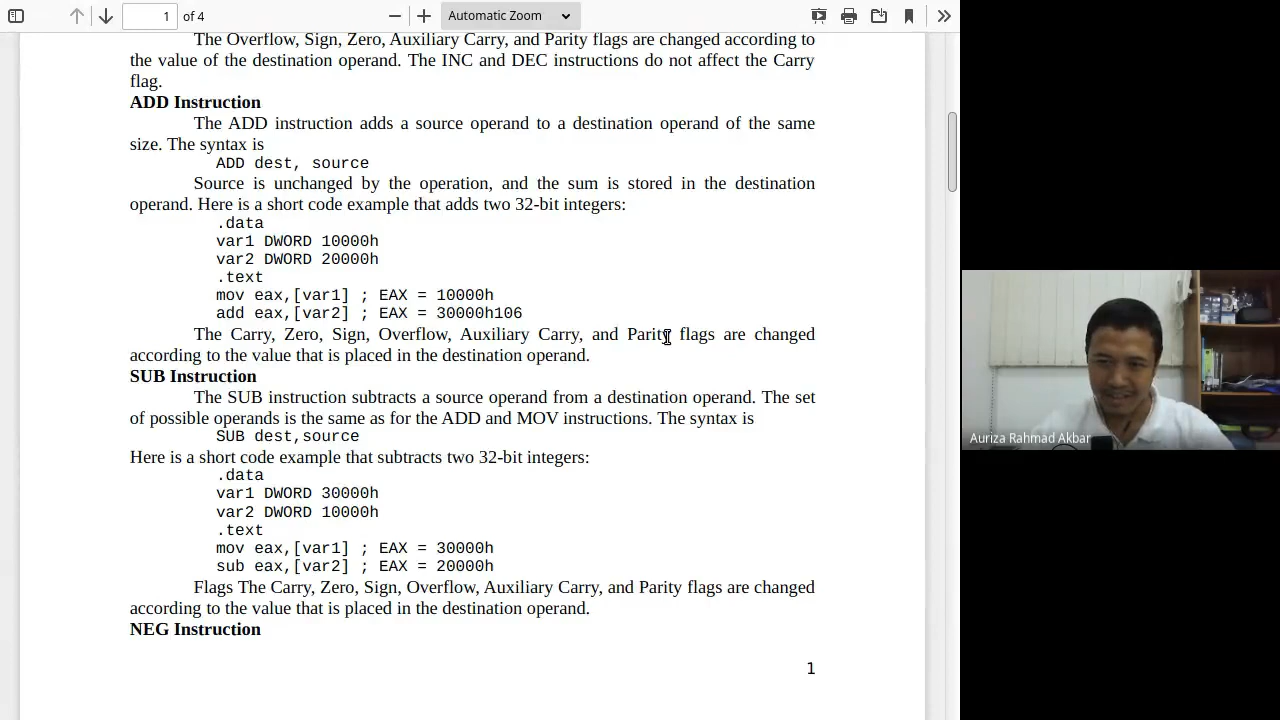 1 of 4 Automatic Zoom
The Overflow, Sign, Zero, Auxiliary Carry, and Parity flags are changed according to
the value of the destination operand. The INC and DEC instructions do not affect the Carry
flag.
ADD Instruction
The ADD instruction adds a source operand to a destination operand of the same
size. The syntax is
ADD dest, source
Source is unchanged by the operation, and the sum is stored in the destination
operand. Here is a short code example that adds two 32-bit integers:
.data
var1 DWORD 10000h
var2 DWORD 20000h
.text
mov eax,[var1] ; EAX = 10000h
add eax,[var2] ; EAX = 30000h106
The Carry, Zero, Sign, Overflow, Auxiliary Carry, and Parity flags are changed
according to the value that is placed in the destination operand.
SUB Instruction
The SUB instruction subtracts a source operand from a destination operand. The set
of possible operands is the same as for the ADD and MOV instructions. The syntax is
SUB dest,source
Here is a short code example that subtracts two 32-bit integers:
.data
var1 DWORD 30000h
var2 DWORD 10000h
.text
mov eax,[var1] ; EAX = 30000h
sub eax,[var2] ; EAX = 20000h
Flags The Carry, Zero, Sign, Overflow, Auxiliary Carry, and Parity flags are changed
according to the value that is placed in the destination operand.
NEG Instruction
1
Auriza Rahmad Akbar